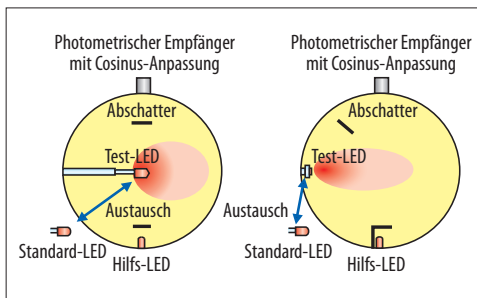 Photometrischer Empfänger
mit Cosinus-Anpassung
Abschatter
Test-LED
Austausch
Standard-LED
Hilfs-LED
Photometrischer Empfänger
mit Cosinus-Anpassung
Abschatter
Test-LED
Austausch
Standard-LED
Hilfs-LED